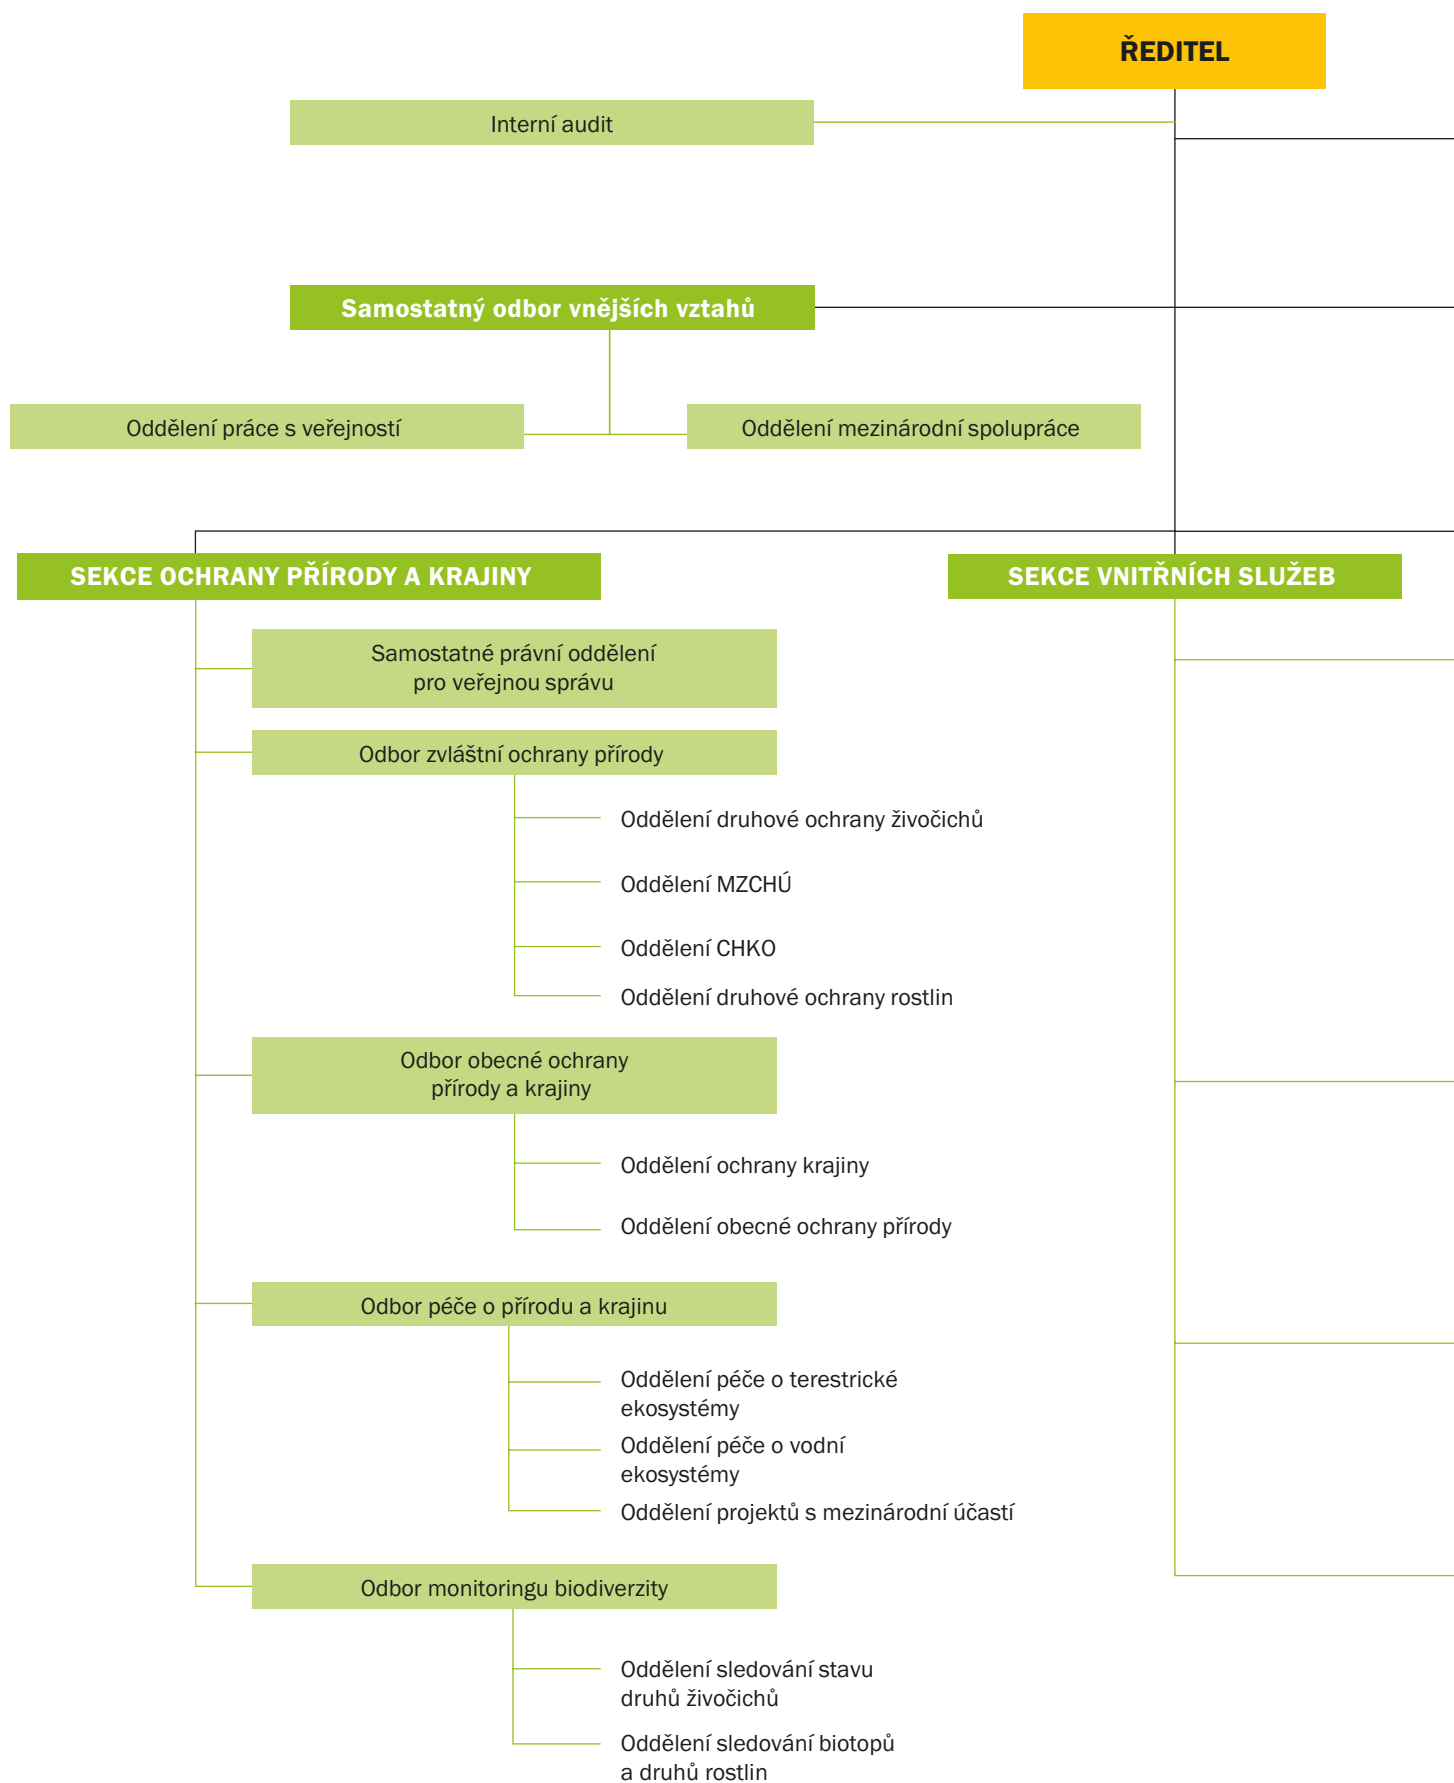 ŘEDITEL
Interní audit
Samostatný odbor vnějších vztahů
Oddělení práce s veřejností
Oddělení mezinárodní spolupráce
SEKCE OCHRANY PŘÍRODY A KRAJINY
SEKCE VNITŘNÍCH SLUŽEB
Samostatné právní oddělení
pro veřejnou správu
Odbor zvláštní ochrany přírody
Oddělení druhové ochrany živočichů
Oddělení MZCHÚ
Oddělení CHKO
Oddělení druhové ochrany rostlin
Odbor obecné ochrany
přírody a krajiny
Oddělení ochrany krajiny
Oddělení obecné ochrany přírody
Odbor péče o přírodu a krajinu
Oddělení péče o terestrické
ekosystémy
Oddělení péče o vodní
ekosystémy
Oddělení projektů s mezinárodní účastí
Odbor monitoringu biodiverzity
Oddělení sledování stavu
druhů živočichů
Oddělení sledování biotopů
a druhů rostlin